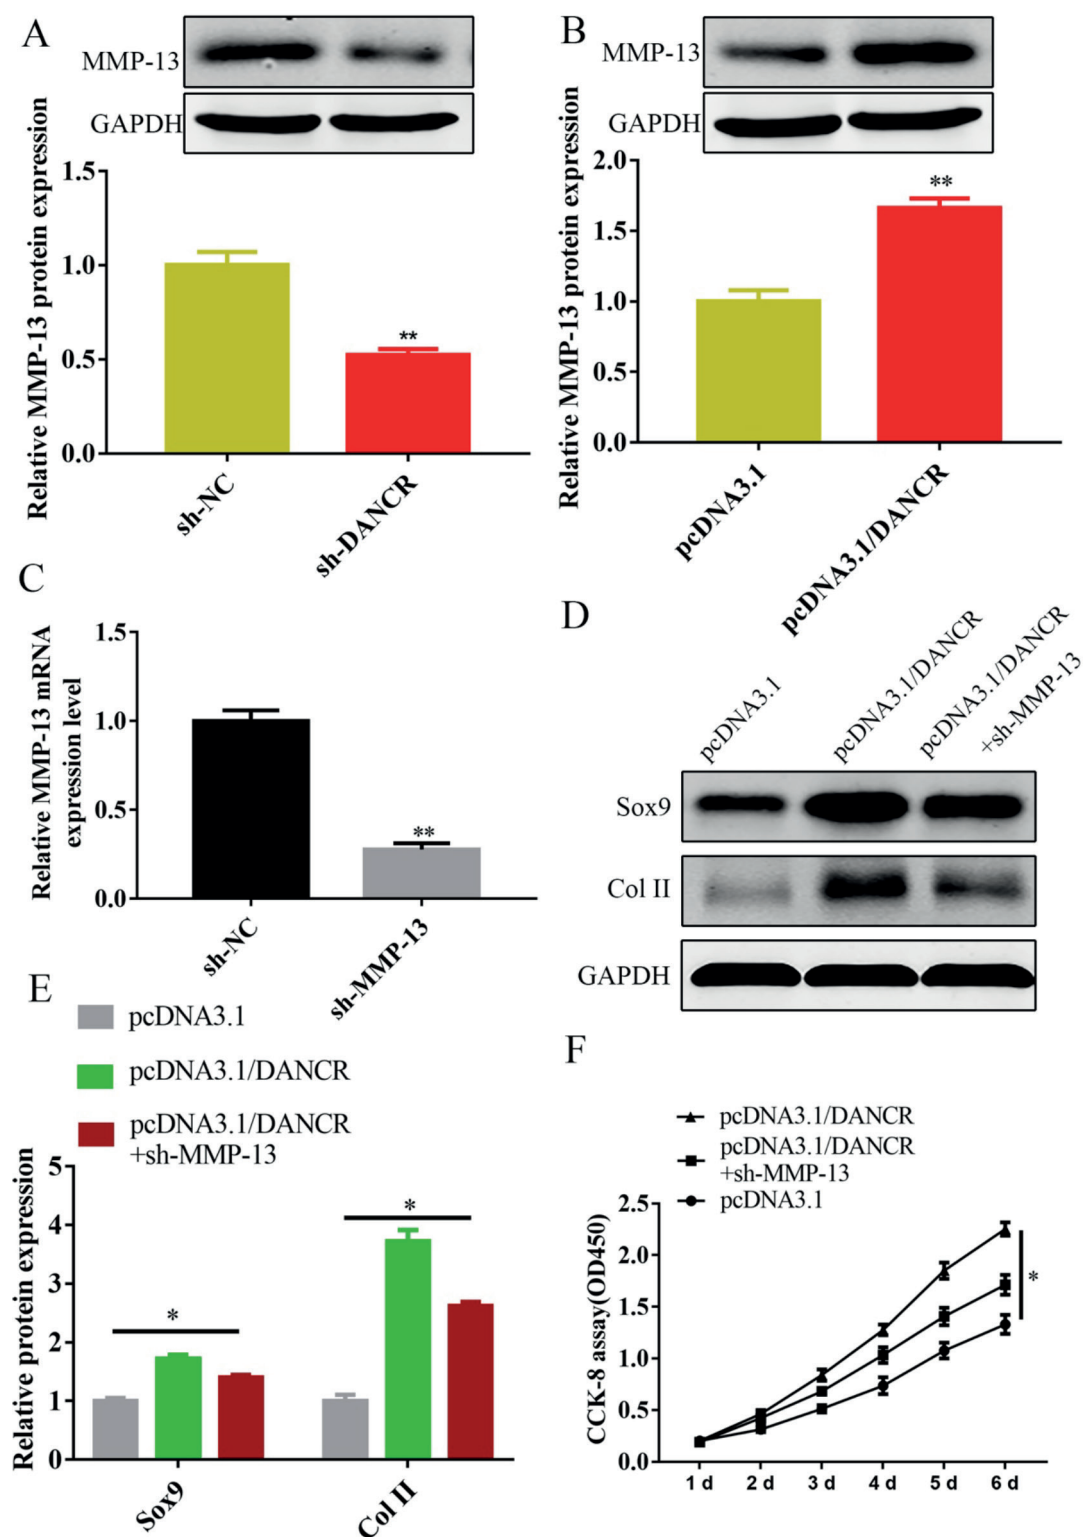 A
MMP-13
GAPDH
Relative MMP-13 protein expression
1.5
1.0
0.5
0.0
**
sh-NC
sh-DANCR
B
MMP-13
GAPDH
Relative MMP-13 protein expression
2.0
1.5
1.0
0.5
0.0
**
pcDNA3.1
pcDNA3.1/DANCR
C
Relative MMP-13 mRNA
expression level
1.5
1.0
0.5
0.0
**
sh-NC
sh-MMP-13
D
pcDNA3.1
pcDNA3.1/DANCR
pcDNA3.1/DANCR
+sh-MMP-13
Sox9
Col II
GAPDH
E
pcDNA3.1
pcDNA3.1/DANCR
pcDNA3.1/DANCR
+sh-MMP-13
Relative protein expression
5
4
3
2
1
0
*
*
Sox9
Col II
F
pcDNA3.1/DANCR
pcDNA3.1/DANCR
+sh-MMP-13
pcDNA3.1
CCK-8 assay(OD450)
2.5
2.0
1.5
1.0
0.5
0.0
*
1 d 2 d 3 d 4 d 5 d 6 d